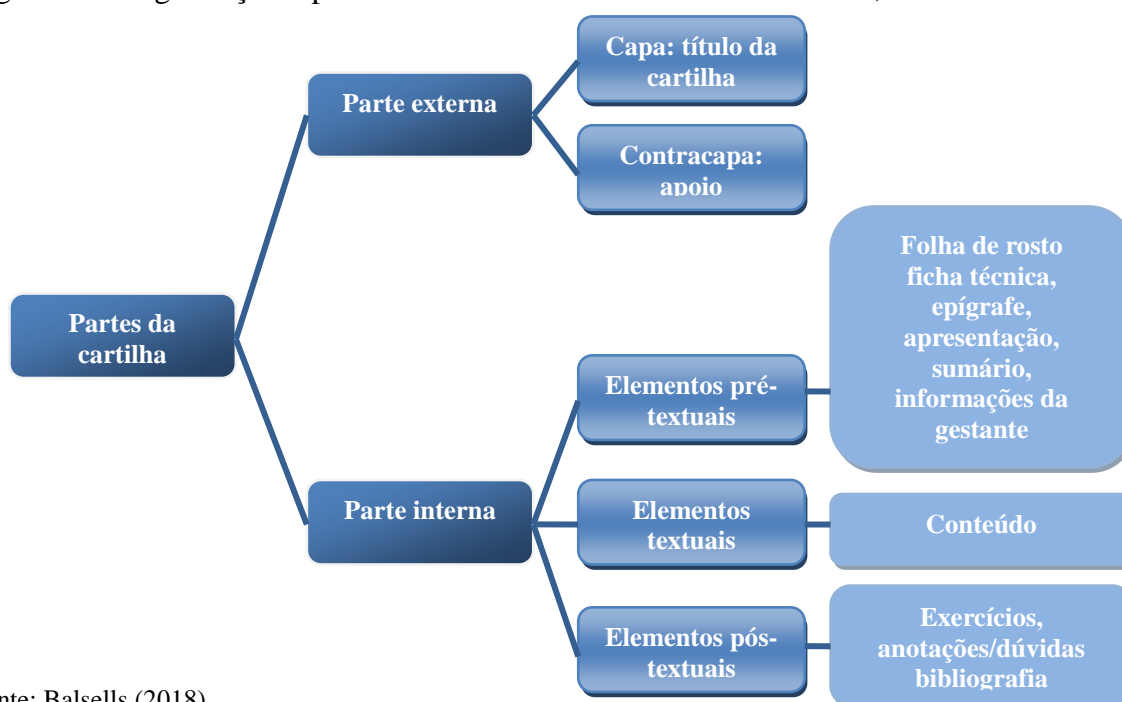 Capa: título da
cartilha
Parte externa
Contracapa:
apoio
Folha de rosto
ficha técnica,
epígrafe,
apresentação,
sumário,
informações da
gestante
Partes da
cartilha
Elementos pré-
textuais
Parte interna
Elementos
textuais
Conteúdo
Elementos pós-
textuais
Exercícios,
anotações/dúvidas
bibliografia
nte: Balsells (2018)